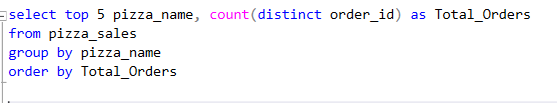 select top 5 pizza_name, count(distinct order_id) as Total_Orders
from pizza_sales
group by pizza_name
order by Total_Orders